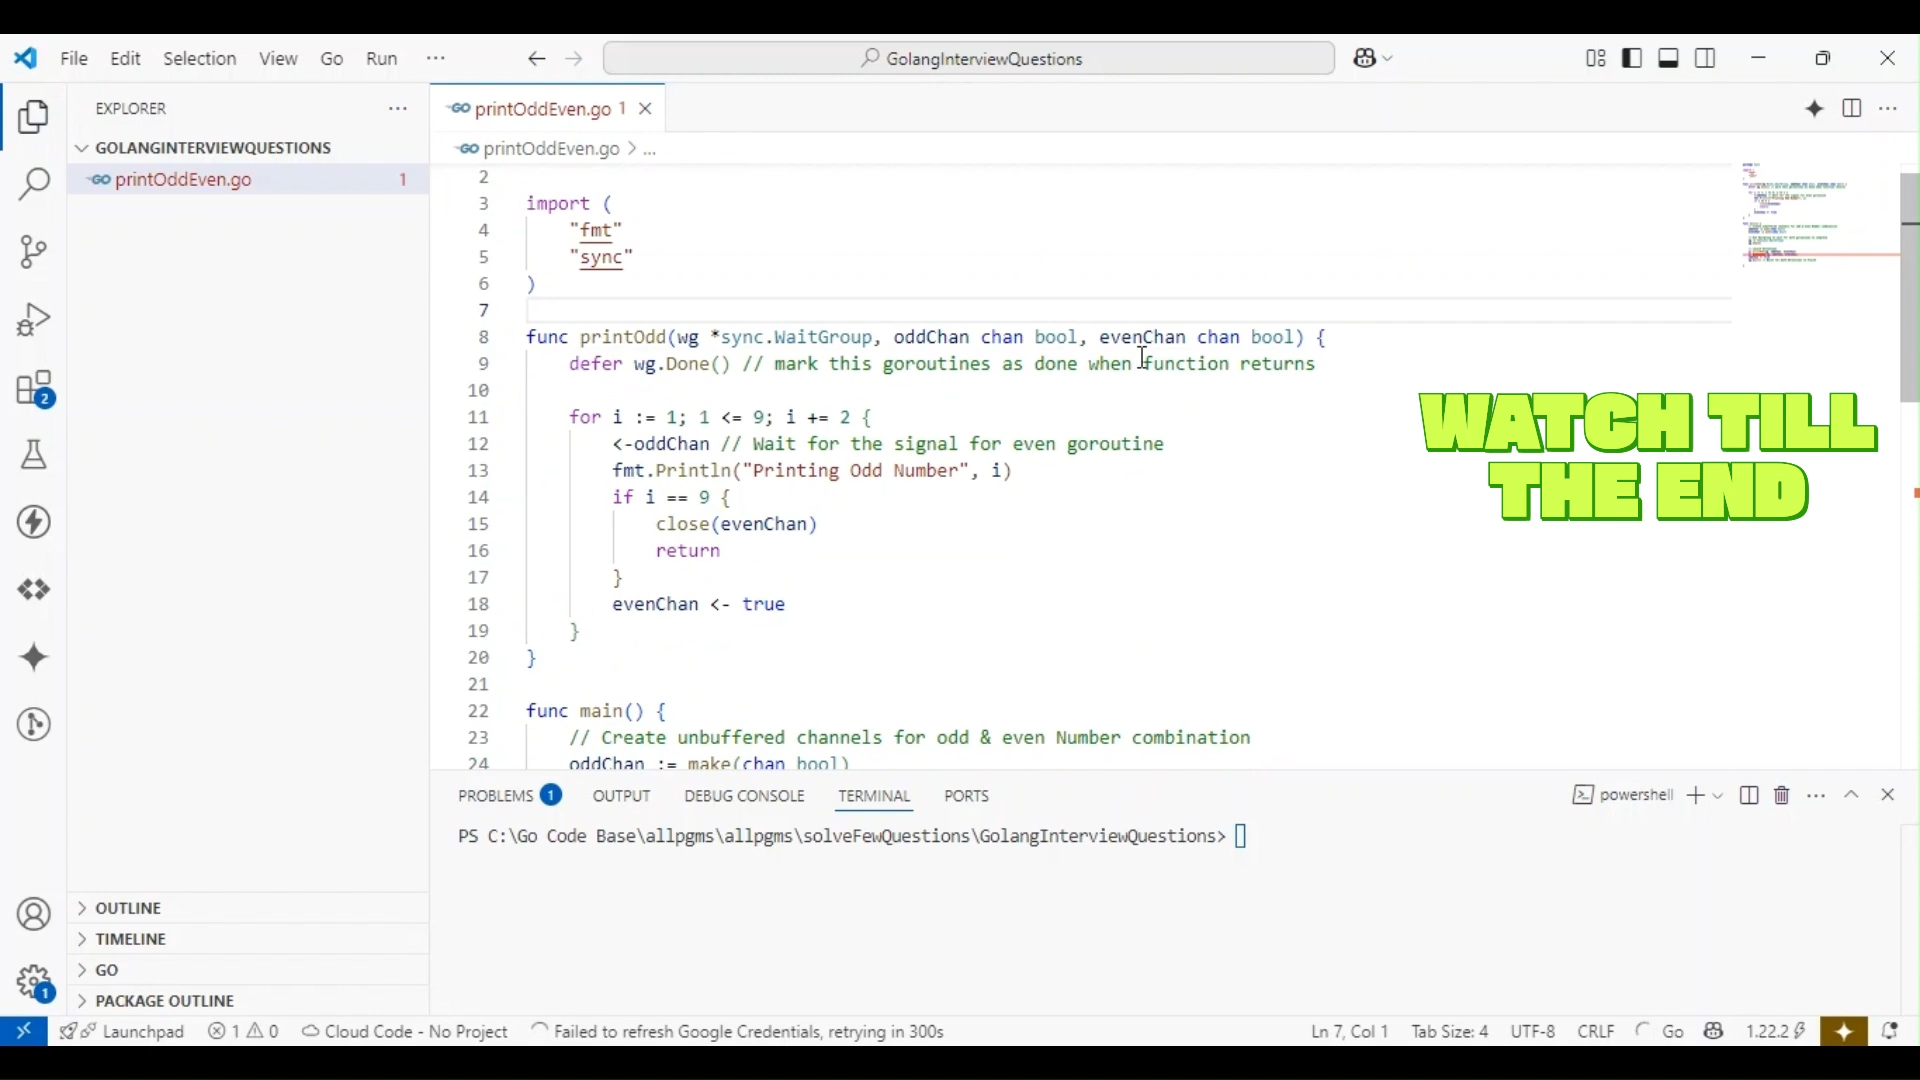 File Edit Selection View Go Run ···
GolangInterviewQuestions
EXPLORER
GOLANGINTERVIEWQUESTIONS
printOddEven.go 1
2
printOddEven.go 1
printOddEven.go > ...
2
3 import (
4 "fmt"
5 "sync"
6 )
7
8 func printOdd(wg *sync.WaitGroup, oddChan chan bool, evenChan chan bool) {
9 defer wg.Done() // mark this goroutines as done when function returns
10
11 for i := 1; 1 <= 9; i += 2 {
12 <-oddChan // Wait for the signal for even goroutine
13 fmt.Println("Printing Odd Number", i)
14 if i == 9 {
15 close(evenChan)
16 return
17 }
18 evenChan <- true
19 }
20 }
21
22 func main() {
23 // Create unbuffered channels for odd & even Number combination
24 oddChan := make(chan bool)
WATCH TILL
THE END
PROBLEMS 1 OUTPUT DEBUG CONSOLE TERMINAL PORTS
powershell
PS C:\Go Code Base\allpgms\allpgms\solveFewQuestions\GolangInterviewQuestions>
OUTLINE
TIMELINE
GO
PACKAGE OUTLINE
1
Launchpad 1 0 Cloud Code - No Project Failed to refresh Google Credentials, retrying in 300s Ln 7, Col 1 Tab Size: 4 UTF-8 CRLF Go 1.22.2